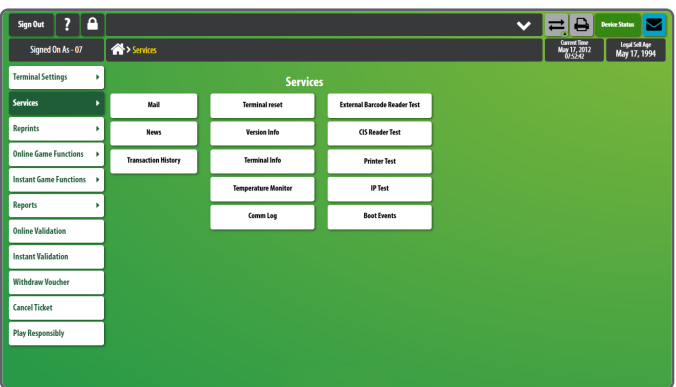 Sign Out
?
Device Status
Signed On As - 07
> Services
Current Time
May 17, 2012
07:52:42
Legal Sell Age
May 17, 1994
Terminal Settings
Services
Reprints
Online Game Functions
Instant Game Functions
Reports
Online Validation
Instant Validation
Withdraw Voucher
Cancel Ticket
Play Responsibly
Services
Mail
Terminal reset
External Barcode Reader Test
News
Version Info
CIS Reader Test
Transaction History
Terminal Info
Printer Test
Temperature Monitor
IP Test
Comm Log
Boot Events